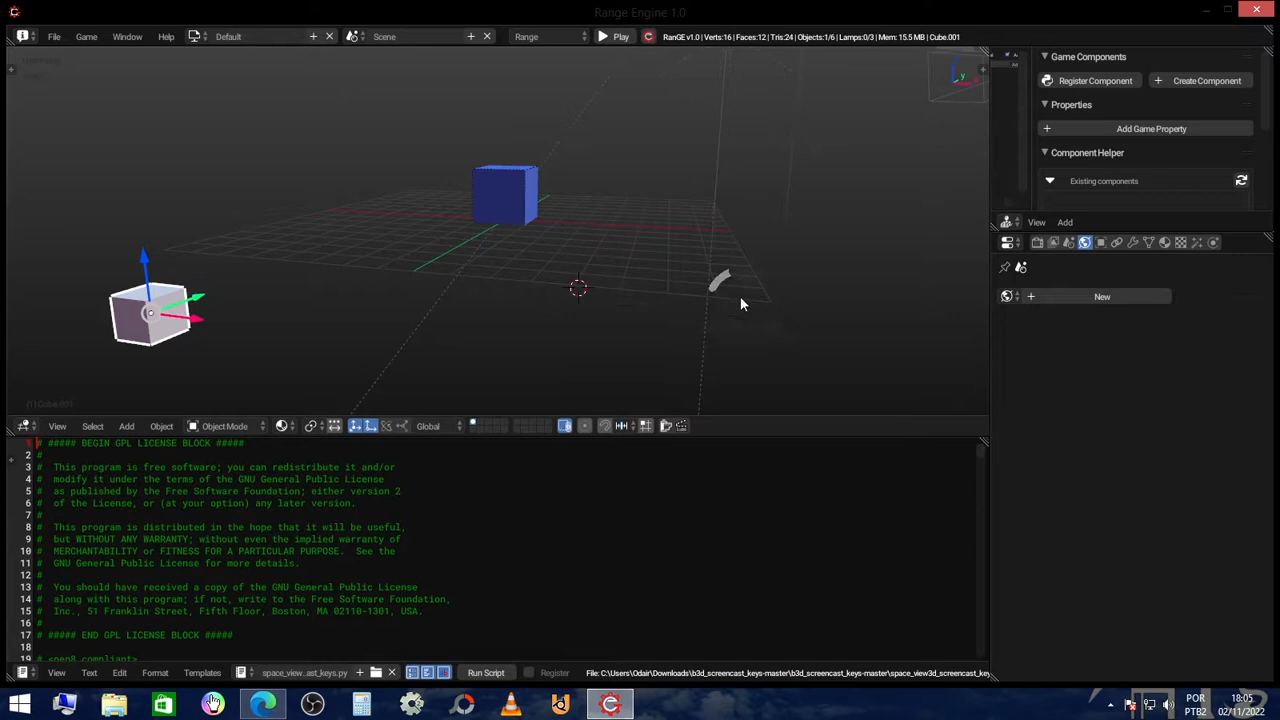 Range Engine 1.0
File Game Window Help Default Scene Range Play RanGE v1.0 | Verts:16 | Faces:12 | Tris:24 | Objects:1/6 | Lamps:0/3 | Mem: 15.5 MB | Cube.001
Game Components
Register Component Create Component
Properties
Add Game Property
Component Helper
Existing components
View Add
New
y
(1) Cube.001
View Select Add Object Object Mode Global
1 # ##### BEGIN GPL LICENSE BLOCK #####
2 #
3 # This program is free software; you can redistribute it and/or
4 # modify it under the terms of the GNU General Public License
5 # as published by the Free Software Foundation; either version 2
6 # of the License, or (at your option) any later version.
7 #
8 # This program is distributed in the hope that it will be useful,
9 # but WITHOUT ANY WARRANTY; without even the implied warranty of
10 # MERCHANTABILITY or FITNESS FOR A PARTICULAR PURPOSE. See the
11 # GNU General Public License for more details.
12 #
13 # You should have received a copy of the GNU General Public License
14 # along with this program; if not, write to the Free Software Foundation,
15 # Inc., 51 Franklin Street, Fifth Floor, Boston, MA 02110-1301, USA.
16 #
17 # ##### END GPL LICENSE BLOCK #####
18
19 # <pep8 compliant>
View Text Edit Format Templates space_view...ast_keys.py Run Script Register File: C:\Users\Odair\Downloads\b3d_screencast_keys-master\b3d_screencast_keys-master\space_view3d_screencast_key
POR 18:05
PTB2 02/11/2022